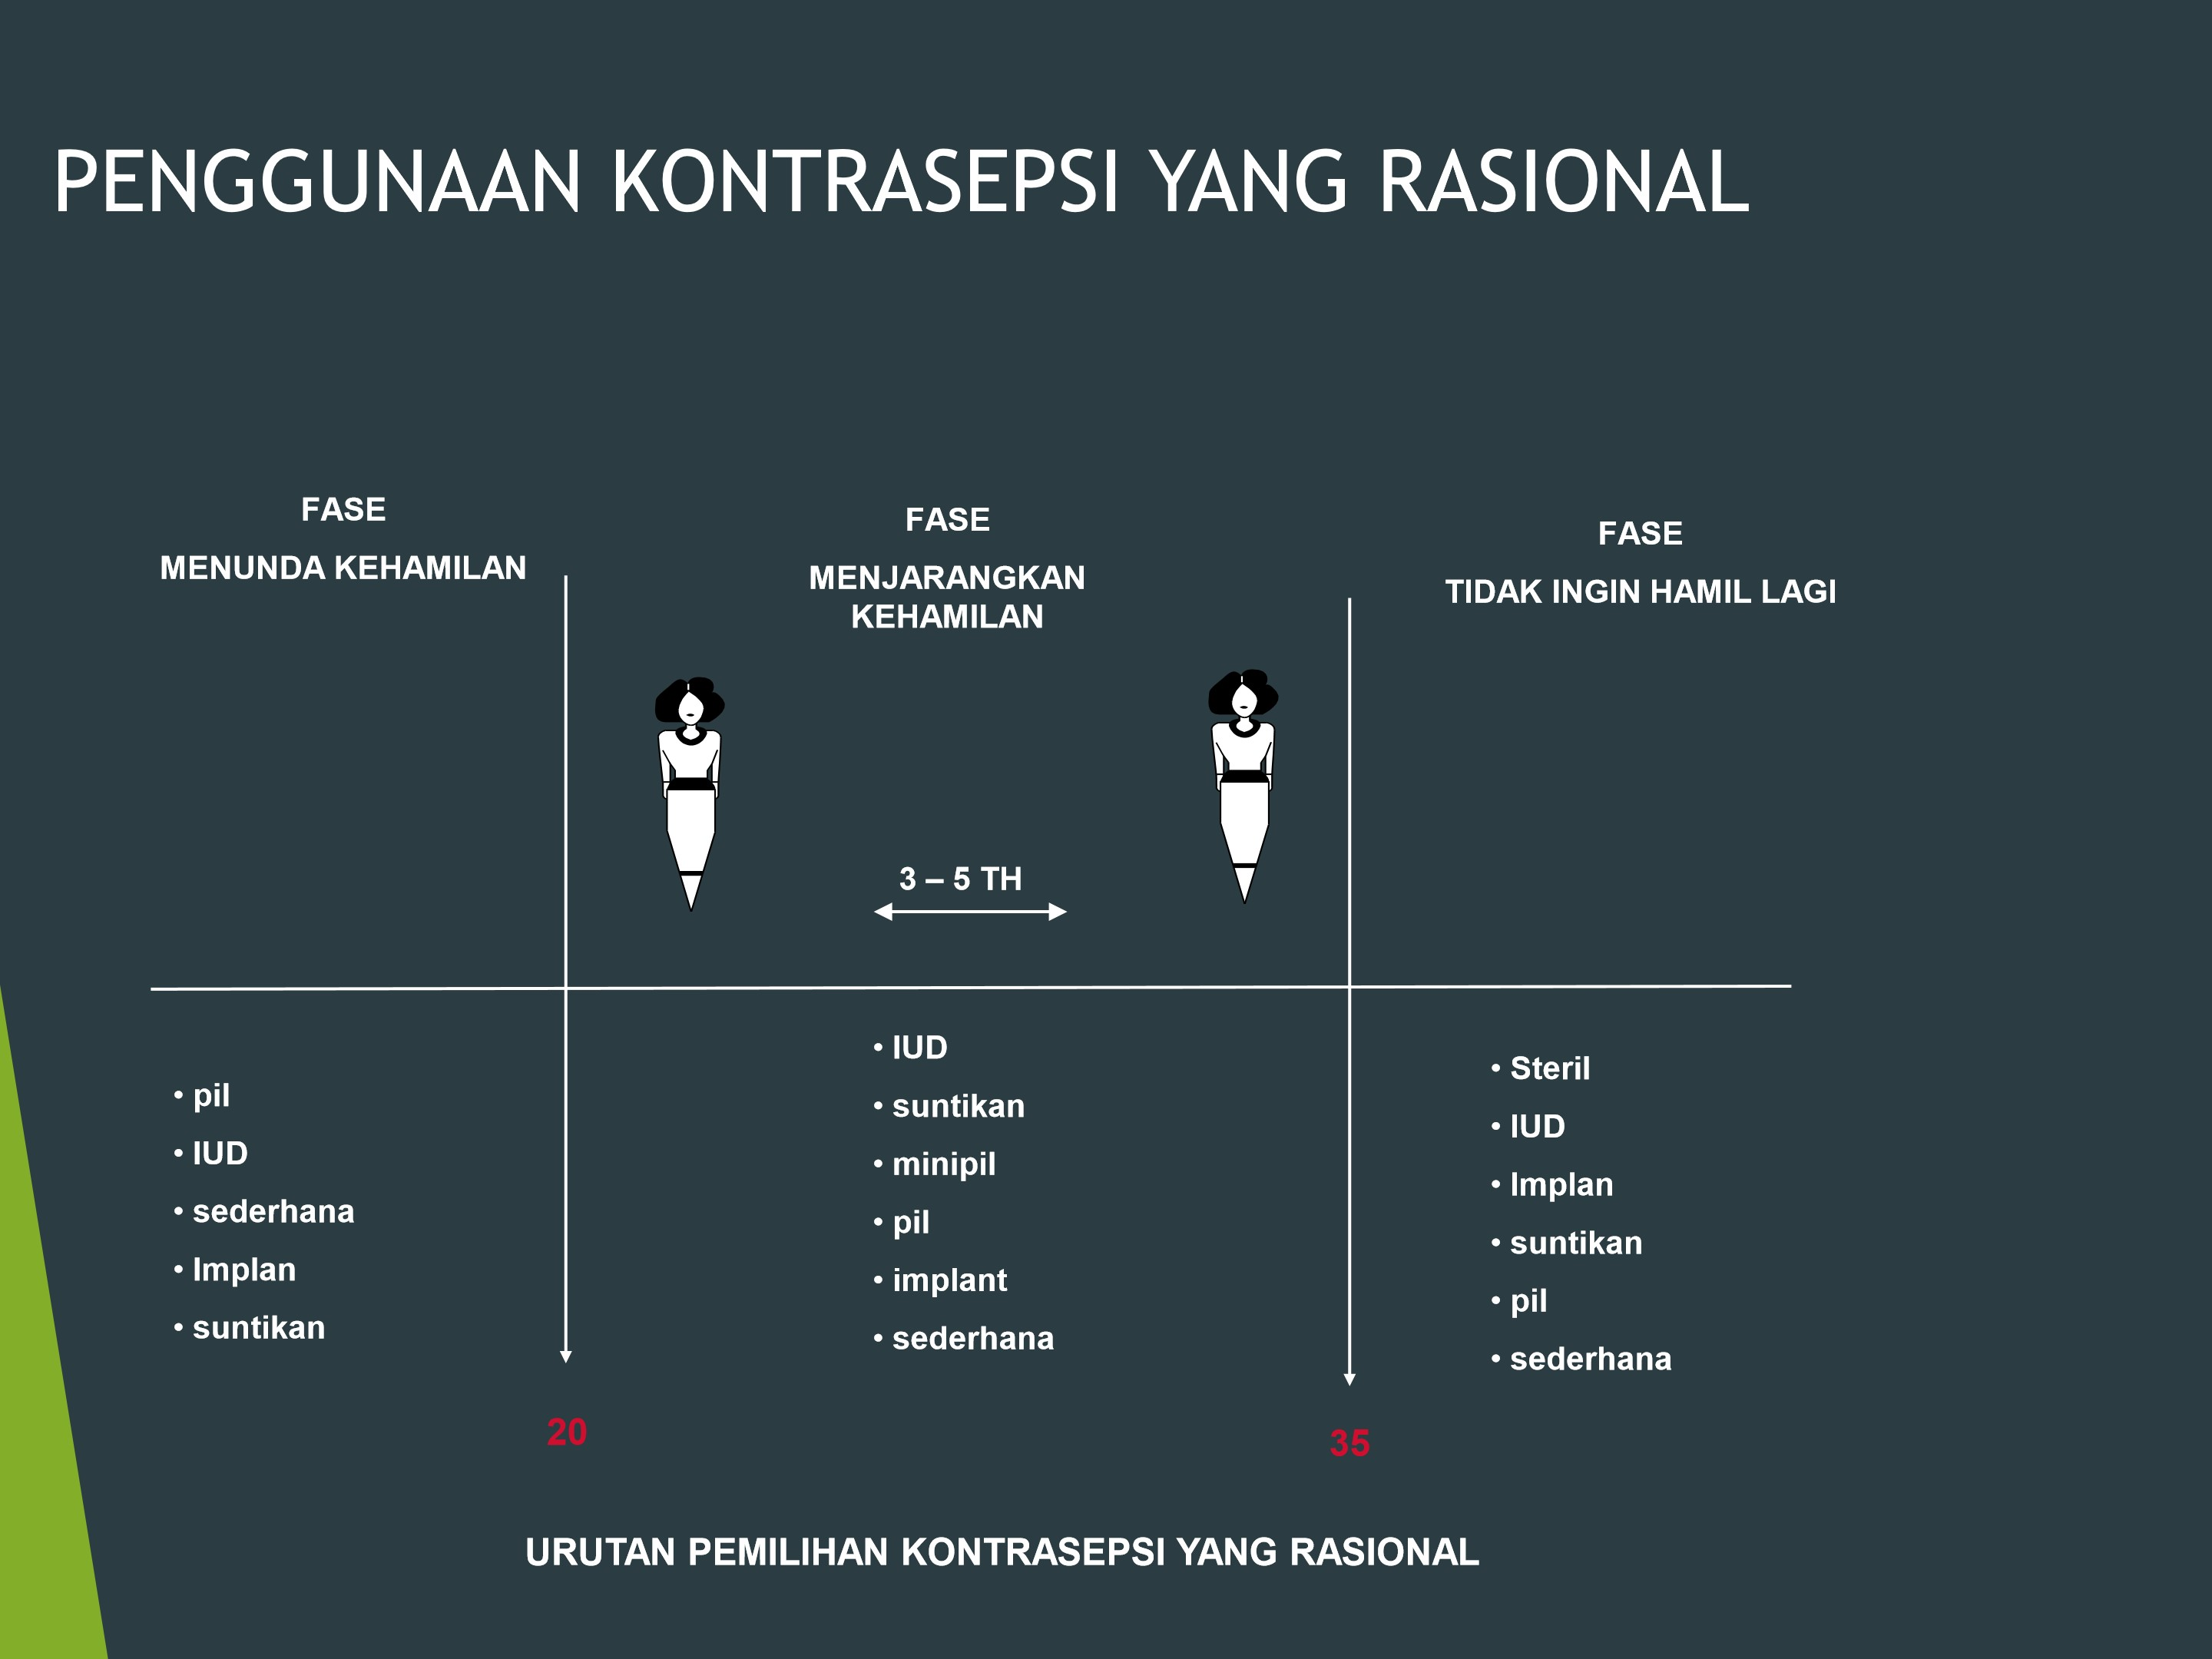 PENGGUNAAN KONTRASEPSI YANG RASIONAL
FASE
MENUNDA KEHAMILAN
FASE
MENJARANGKAN
KEHAMILAN
FASE
TIDAK INGIN HAMIL LAGI
3 – 5 TH
• pil
• IUD
• sederhana
• Implan
• suntikan
• IUD
• suntikan
• minipil
• pil
• implant
• sederhana
• Steril
• IUD
• Implan
• suntikan
• pil
• sederhana
20
35
URUTAN PEMILIHAN KONTRASEPSI YANG RASIONAL